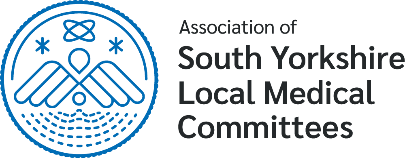 Association of
South Yorkshire
Local Medical
Committees